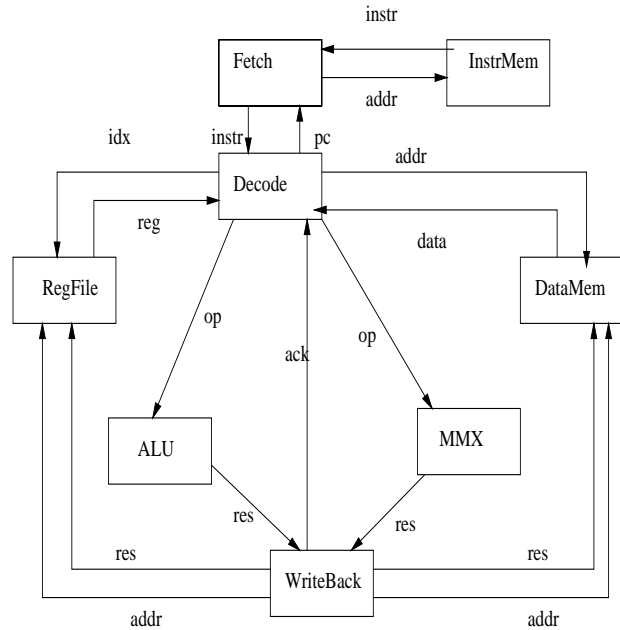 instr
Fetch
InstrMem
addr
idx
instr
pc
addr
Decode
reg
data
RegFile
DataMem
op
op
ack
ALU
MMX
res
res
res
res
WriteBack
addr
addr